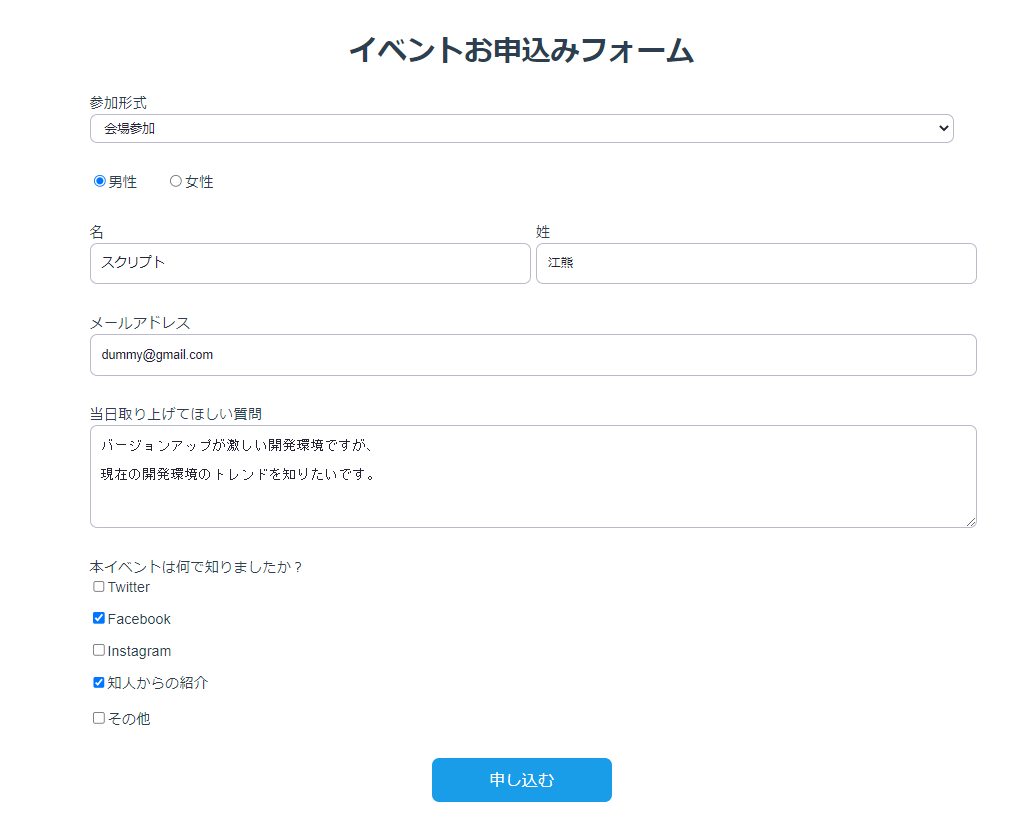 イベントお申込みフォーム
参加形式
会場参加
男性 女性
名 姓
スクリプト 江熊
メールアドレス
dummy@gmail.com
当日取り上げてほしい質問
バージョンアップが激しい開発環境ですが、
現在の開発環境のトレンドを知りたいです。
本イベントは何で知りましたか？
Twitter
Facebook
Instagram
知人からの紹介
その他
申し込む